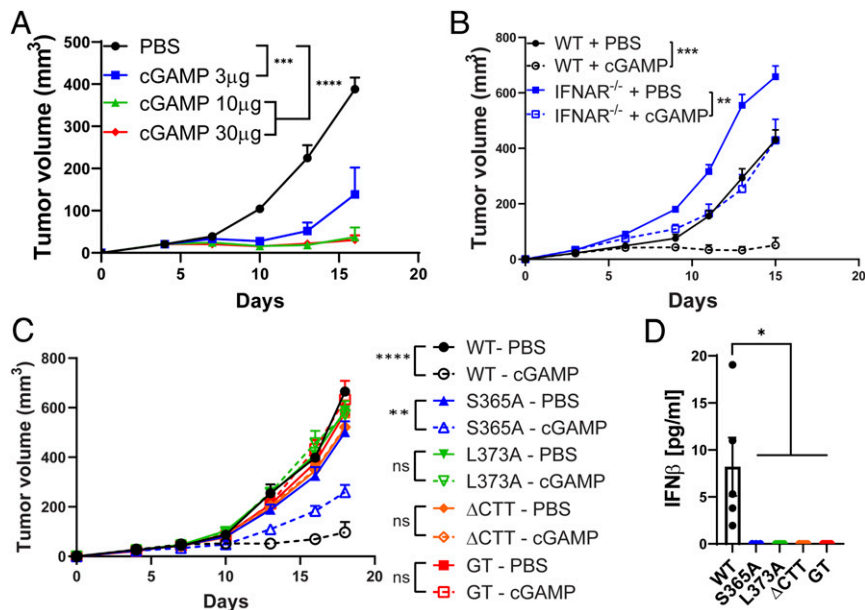 A
Tumor volume (mm³)
500
400
300
200
100
0
PBS
cGAMP 3μg
cGAMP 10μg
cGAMP 30μg
***
****
0
5
10
15
20
Days
B
Tumor volume (mm³)
800
600
400
200
0
WT + PBS
WT + cGAMP
IFNAR⁻/⁻ + PBS
IFNAR⁻/⁻ + cGAMP
***
**
0
5
10
15
20
Days
C
Tumor volume (mm³)
800
600
400
200
0
0
5
10
15
20
Days
****
WT- PBS
WT - cGAMP
**
S365A - PBS
S365A - cGAMP
ns
L373A - PBS
L373A - cGAMP
ns
ΔCTT - PBS
ΔCTT - cGAMP
ns
GT - PBS
GT - cGAMP
D
IFNβ [pg/ml]
20
15
10
5
0
*
WT
S365A
L373A
ΔCTT
GT